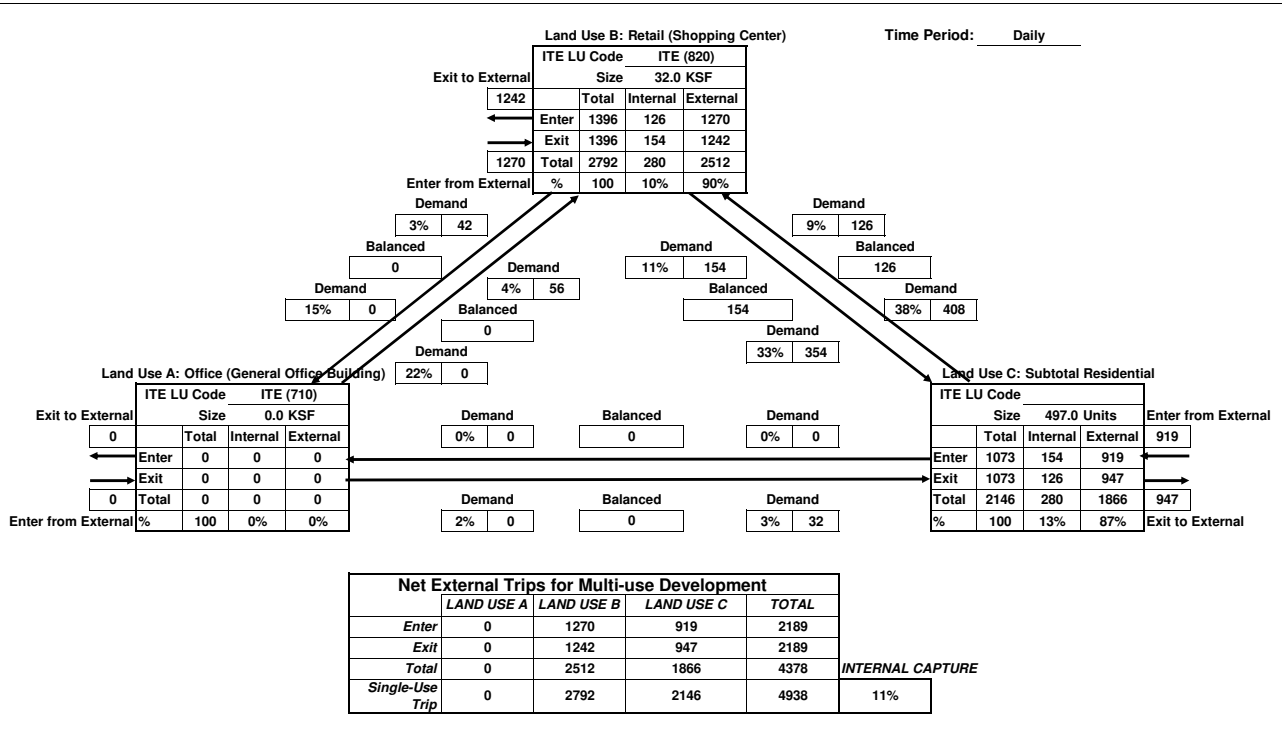 Land Use B: Retail (Shopping Center) Time Period: Daily
ITE LU Code ITE (820)
Exit to External Size 32.0 KSF
1242 Total Internal External
Enter 1396 126 1270
Exit 1396 154 1242
1270 Total 2792 280 2512
Enter from External % 100 10% 90%
Demand Demand
3% 42 9% 126
Balanced Demand Balanced
0 11% 154 126
Demand Demand Balanced Demand
15% 0 4% 56 154 38% 408
Balanced
0 Demand
Demand 33% 354
Land Use A: Office (General Office Building) 22% 0 Land Use C: Subtotal Residential
ITE LU Code ITE (710) ITE LU Code
Exit to External Size 0.0 KSF Demand Balanced Demand Size 497.0 Units Enter from External
0 Total Internal External 0% 0 0 0% 0 Total Internal External 919
Enter 0 0 0 Enter 1073 154 919
Exit 0 0 0 Exit 1073 126 947
0 Total 0 0 0 Demand Balanced Demand Total 2146 280 1866 947
Enter from External % 100 0% 0% 2% 0 0 3% 32 % 100 13% 87% Exit to External
Net External Trips for Multi-use Development
LAND USE A LAND USE B LAND USE C TOTAL
Enter 0 1270 919 2189
Exit 0 1242 947 2189
Total 0 2512 1866 4378 INTERNAL CAPTURE
Single-Use
Trip 0 2792 2146 4938 11%